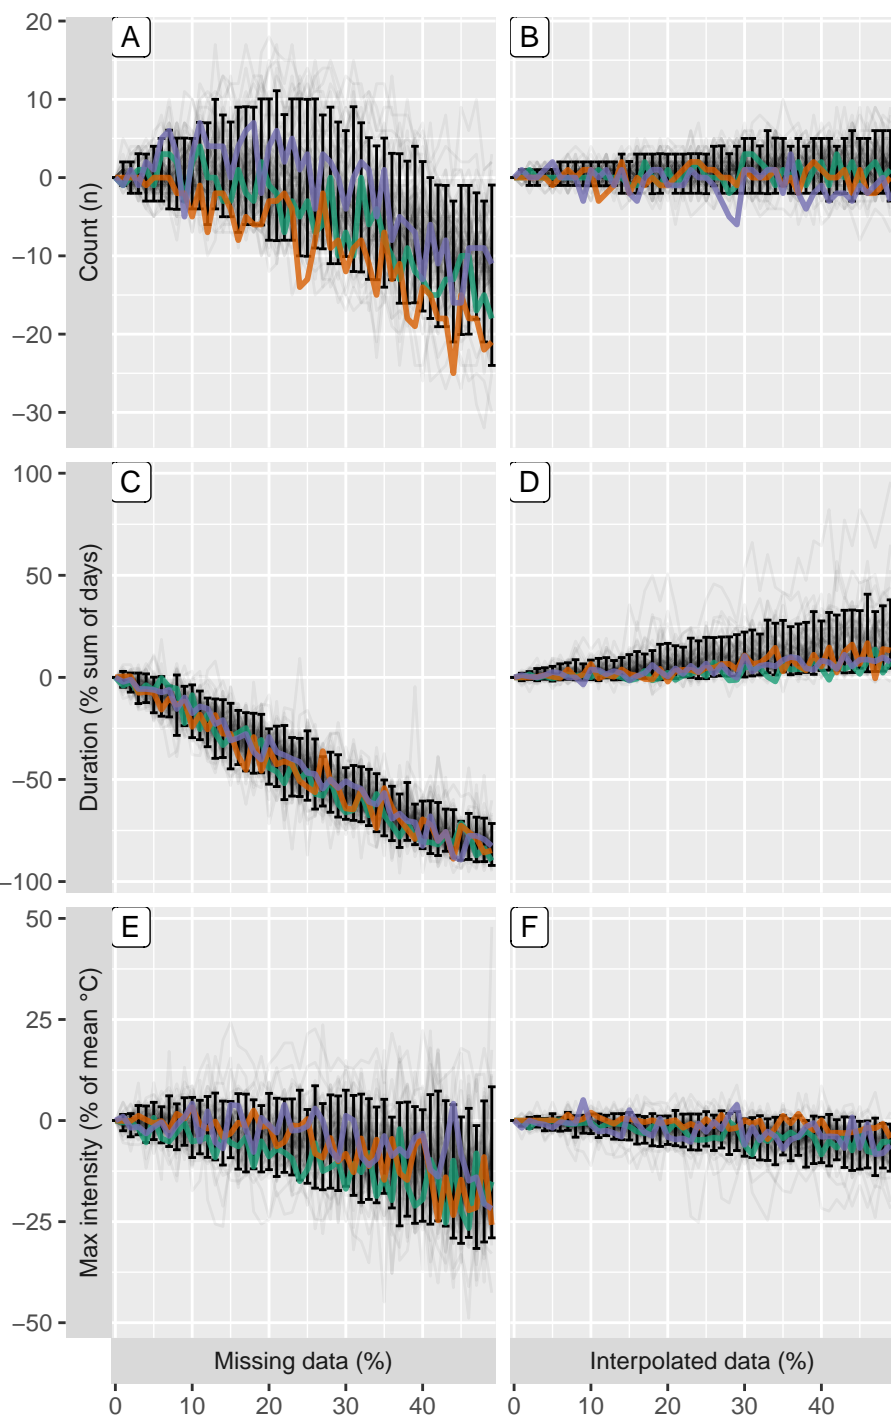 A
B
20
10
0
−10
−20
−30
Count (n)
C
D
100
50
0
−50
−100
Duration (% sum of days)
E
F
50
25
0
−25
−50
Max intensity (% of mean °C)
Missing data (%)
Interpolated data (%)
0 10 20 30 40
0 10 20 30 40